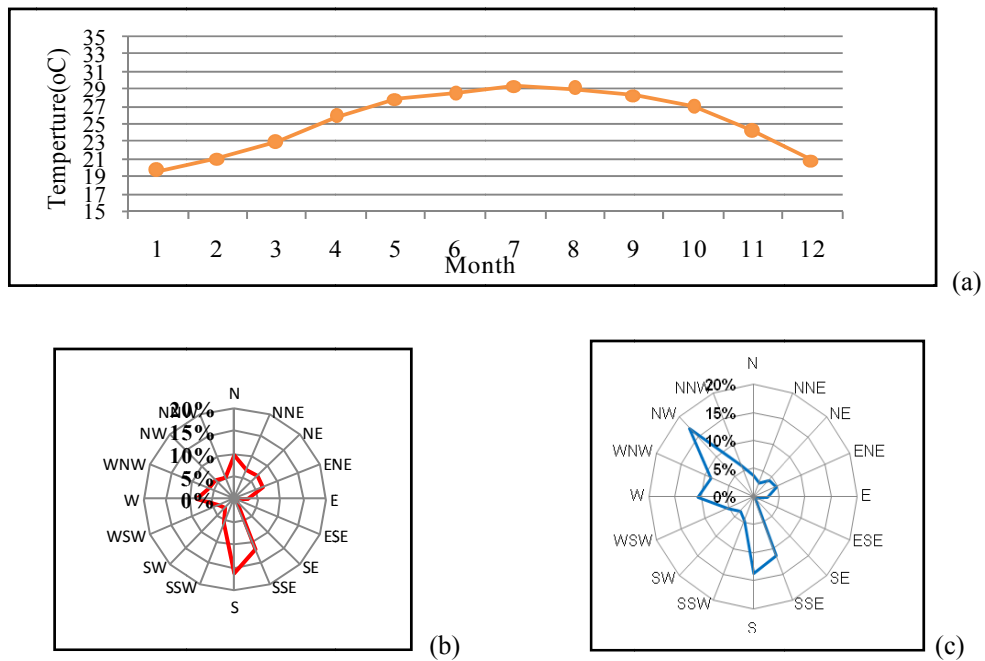 Temperture(oC)
35
33
31
29
27
25
23
21
19
17
15
1 2 3 4 5 6 7 8 9 10 11 12
Month
(a)
N
NNE
NE
ENE
E
ESE
SE
SSE
S
SSW
SW
WSW
W
WNW
NW
NNW
20%
15%
10%
5%
0%
(b)
N
NNE
NE
ENE
E
ESE
SE
SSE
S
SSW
SW
WSW
W
WNW
NW
NNW
20%
15%
10%
5%
0%
(c)